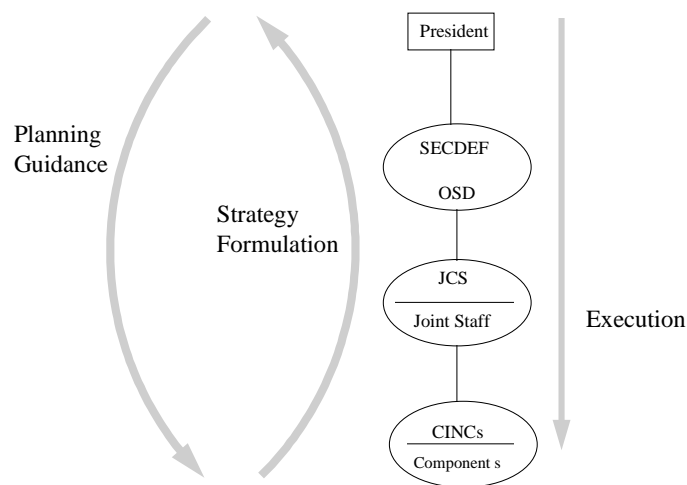 President
Planning
Guidance
SECDEF
OSD
Strategy
Formulation
JCS
Joint Staff
Execution
CINCs
Component s